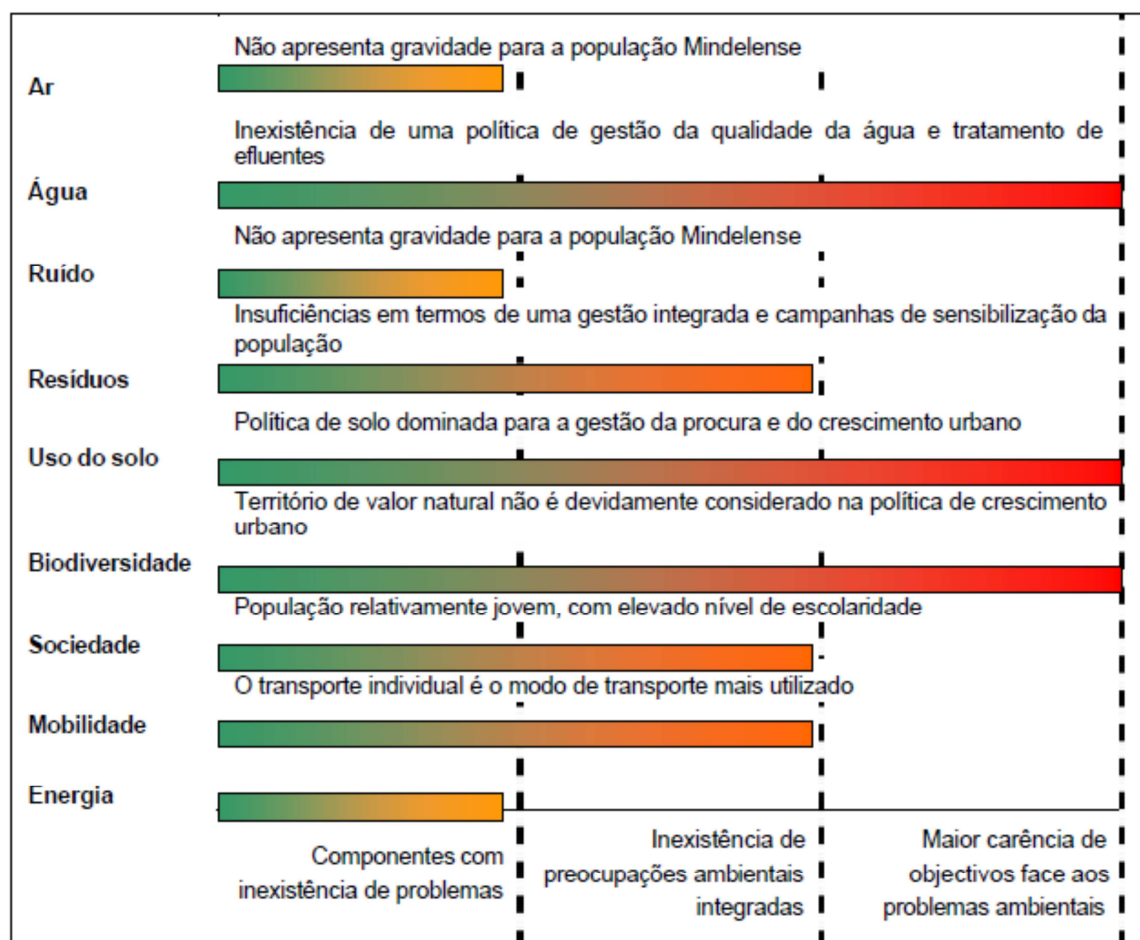 Não apresenta gravidade para a população Mindelense
Ar
Inexistência de uma política de gestão da qualidade da água e tratamento de
efluentes
Água
Não apresenta gravidade para a população Mindelense
Ruído
Insuficiências em termos de uma gestão integrada e campanhas de sensibilização da
população
Resíduos
Política de solo dominada para a gestão da procura e do crescimento urbano
Uso do solo
Território de valor natural não é devidamente considerado na política de crescimento
urbano
Biodiversidade
População relativamente jovem, com elevado nível de escolaridade
Sociedade
O transporte individual é o modo de transporte mais utilizado
Mobilidade
Energia
Componentes com
inexistência de problemas
Inexistência de
preocupações ambientais
integradas
Maior carência de
objectivos face aos
problemas ambientais